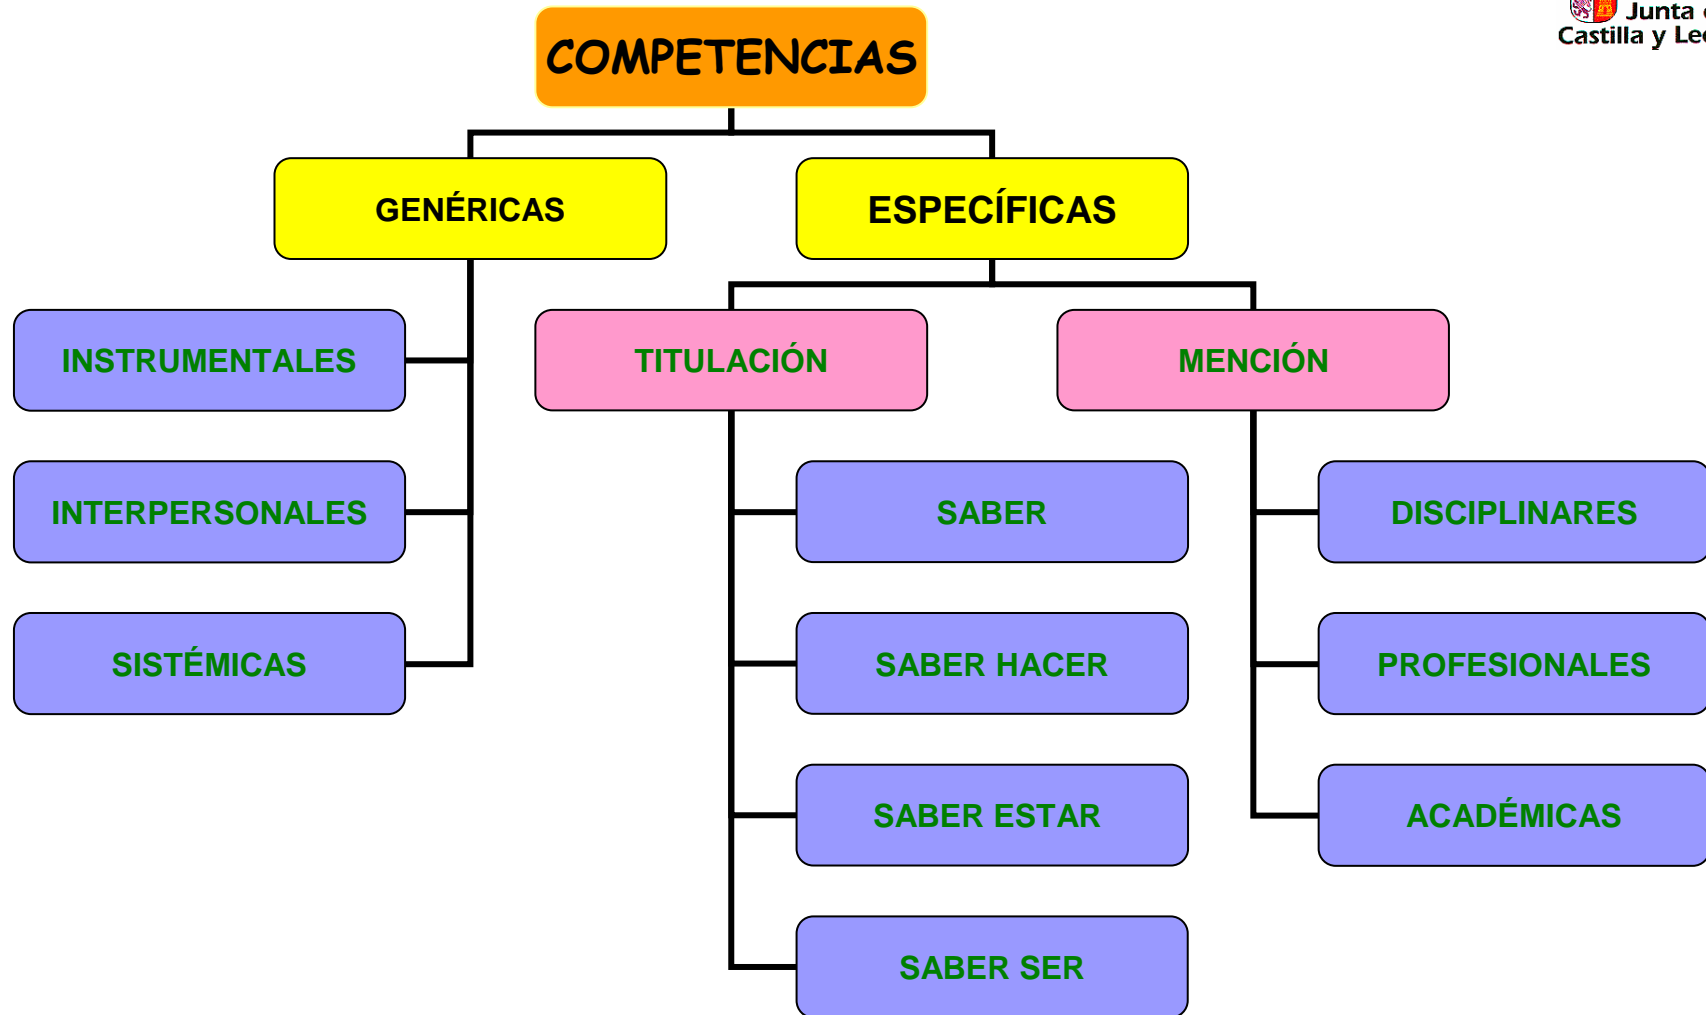 Junta
Castilla y
COMPETENCIAS
GENÉRICAS
ESPECÍFICAS
INSTRUMENTALES
TITULACIÓN
MENCIÓN
INTERPERSONALES
SABER
DISCIPLINARES
SISTÉMICAS
SABER HACER
PROFESIONALES
SABER ESTAR
ACADÉMICAS
SABER SER